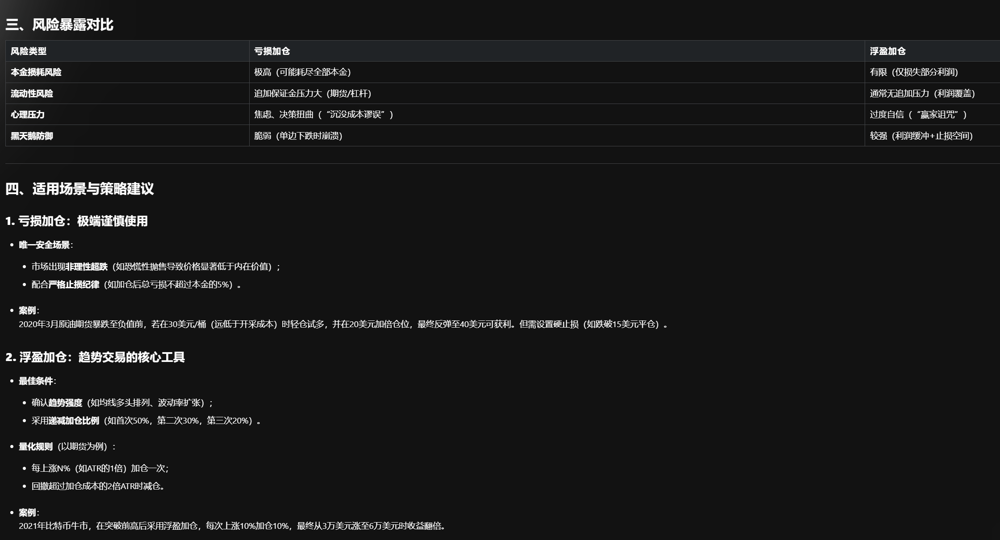 三、风险暴露对比
风险类型 亏损加仓 浮盈加仓
本金损耗风险 极高（可能耗尽全部本金） 有限（仅损失部分利润）
流动性风险 追加保证金压力大（期货/杠杆） 通常无追加压力（利润覆盖）
心理压力 焦虑、决策扭曲（“沉没成本谬误”） 过度自信（“赢家诅咒”）
黑天鹅防御 脆弱（单边下跌时崩溃） 较强（利润缓冲+止损空间）
四、适用场景与策略建议
1. 亏损加仓：极端谨慎使用
• 唯一安全场景：
• 市场出现非理性超跌（如恐慌性抛售导致价格显著低于内在价值）；
• 配合严格止损纪律（如加仓后总亏损不超过本金的5%）。
• 案例：
2020年3月原油期货暴跌至负值前，若在30美元/桶（远低于开采成本）时轻仓试多，并在20美元加倍仓位，最终反弹至40美元可获利。但需设置硬止损（如跌破15美元平仓）。
2. 浮盈加仓：趋势交易的核心工具
• 最佳条件：
• 确认趋势强度（如均线多头排列、波动率扩张）；
• 采用递减加仓比例（如首次50%，第二次30%，第三次20%）。
• 量化规则（以期货为例）：
• 每上涨N%（如ATR的1倍）加仓一次；
• 回撤超过加仓成本的2倍ATR时减仓。
• 案例：
2021年比特币牛市，在突破前高后采用浮盈加仓，每次上涨10%加仓10%，最终从3万美元涨至6万美元时收益翻倍。